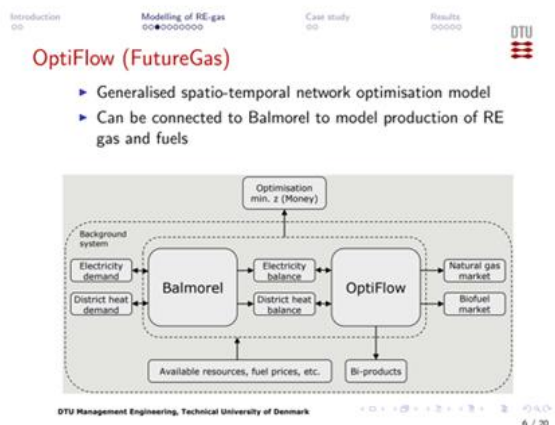 Introduction
Modelling of RE-gas
Case study
Results
DTU
OptiFlow (FutureGas)
Generalised spatio-temporal network optimisation model
Can be connected to Balmorel to model production of RE
gas and fuels
Optimisation
min. z (Money)
Background
system
Electricity
demand
District heat
demand
Balmorel
Electricity
balance
District heat
balance
OptiFlow
Natural gas
market
Biofuel
market
Available resources, fuel prices, etc.
Bi-products
DTU Management Engineering, Technical University of Denmark
6 / 20